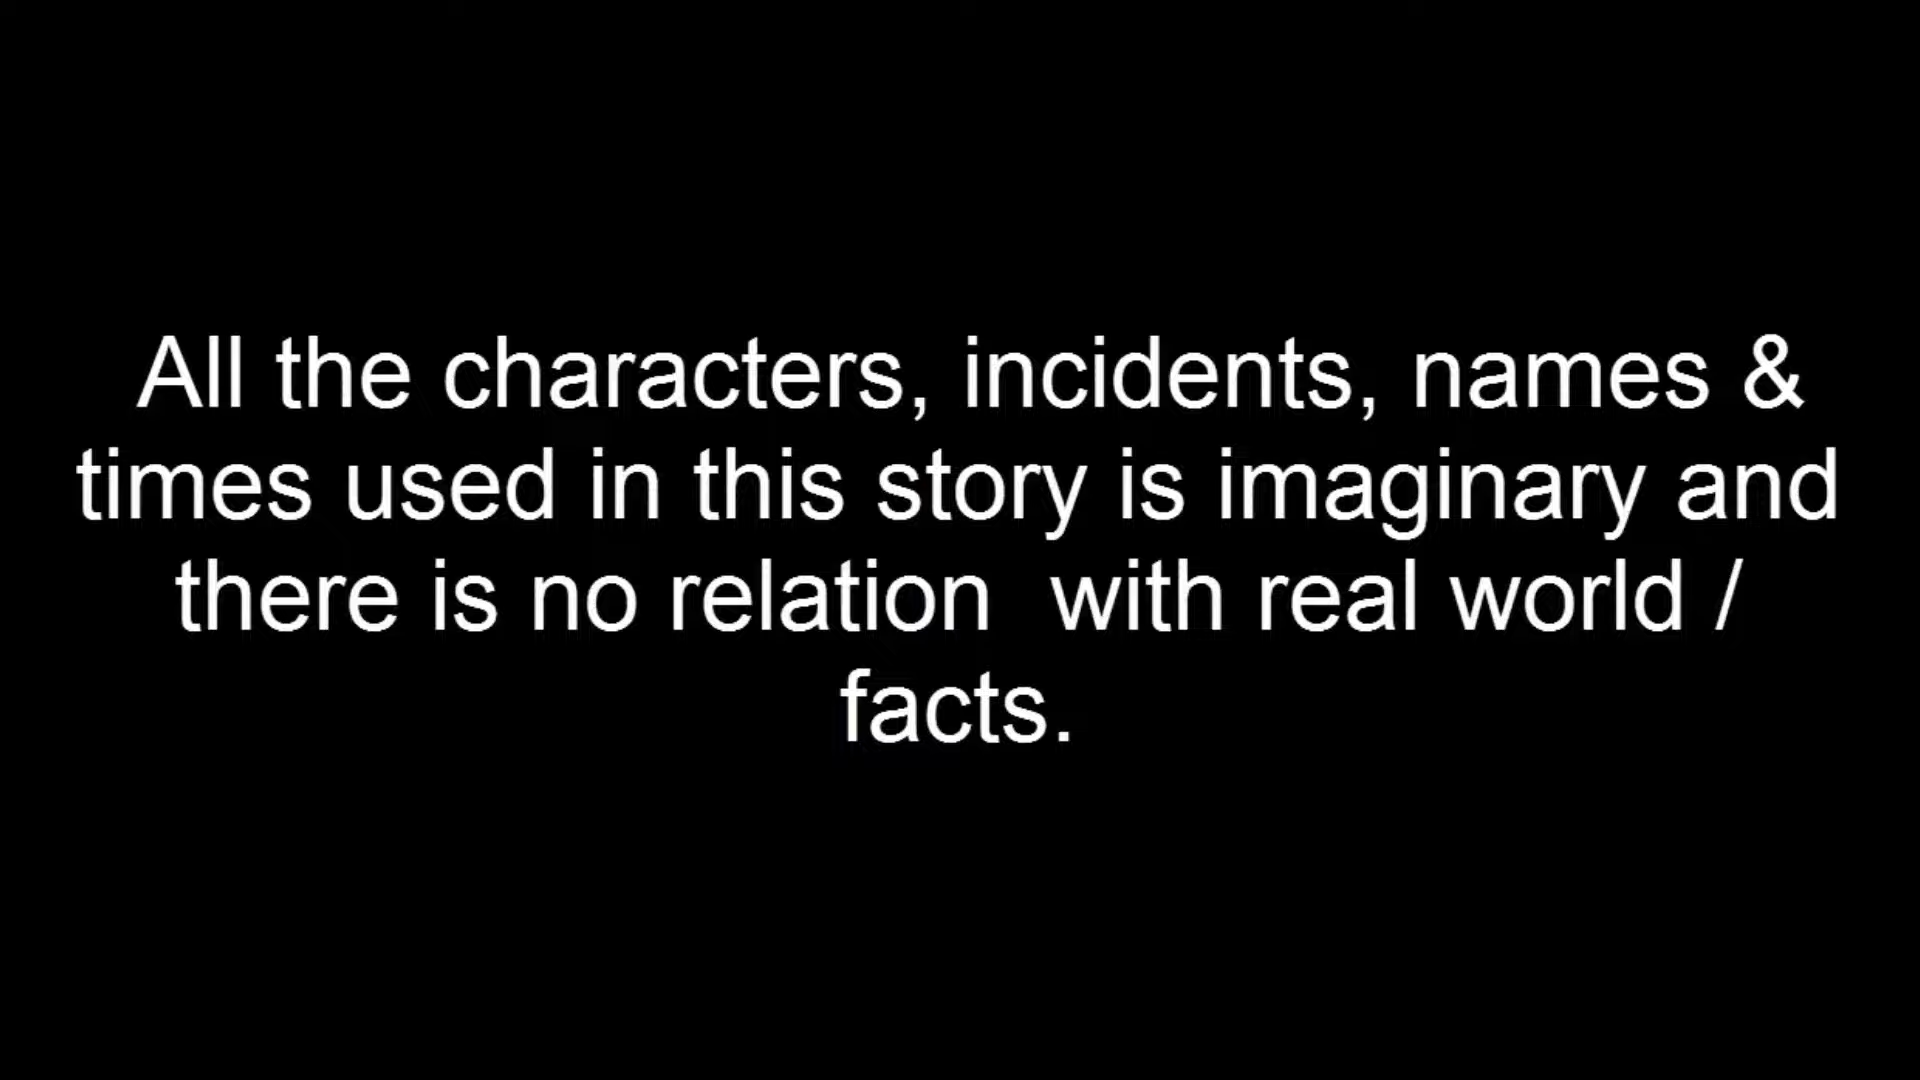 All the characters, incidents, names &
times used in this story is imaginary and
there is no relation  with real world /
facts.